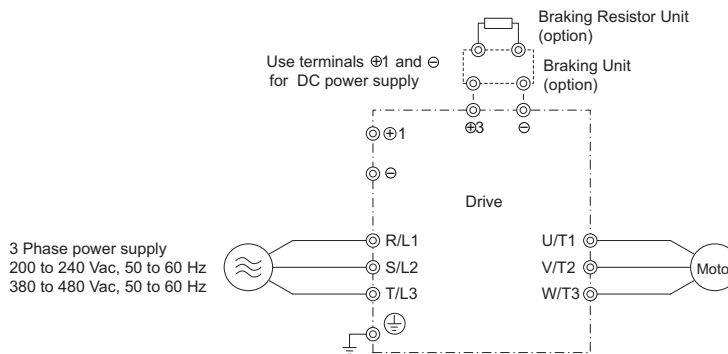 Braking Resistor Unit
(option)
Use terminals ⊕1 and ⊖
for DC power supply
Braking Unit
(option)
⊕3
⊖
⊕1
⊖
Drive
3 Phase power supply
200 to 240 Vac, 50 to 60 Hz
380 to 480 Vac, 50 to 60 Hz
R/L1
S/L2
T/L3
U/T1
V/T2
W/T3
Moto